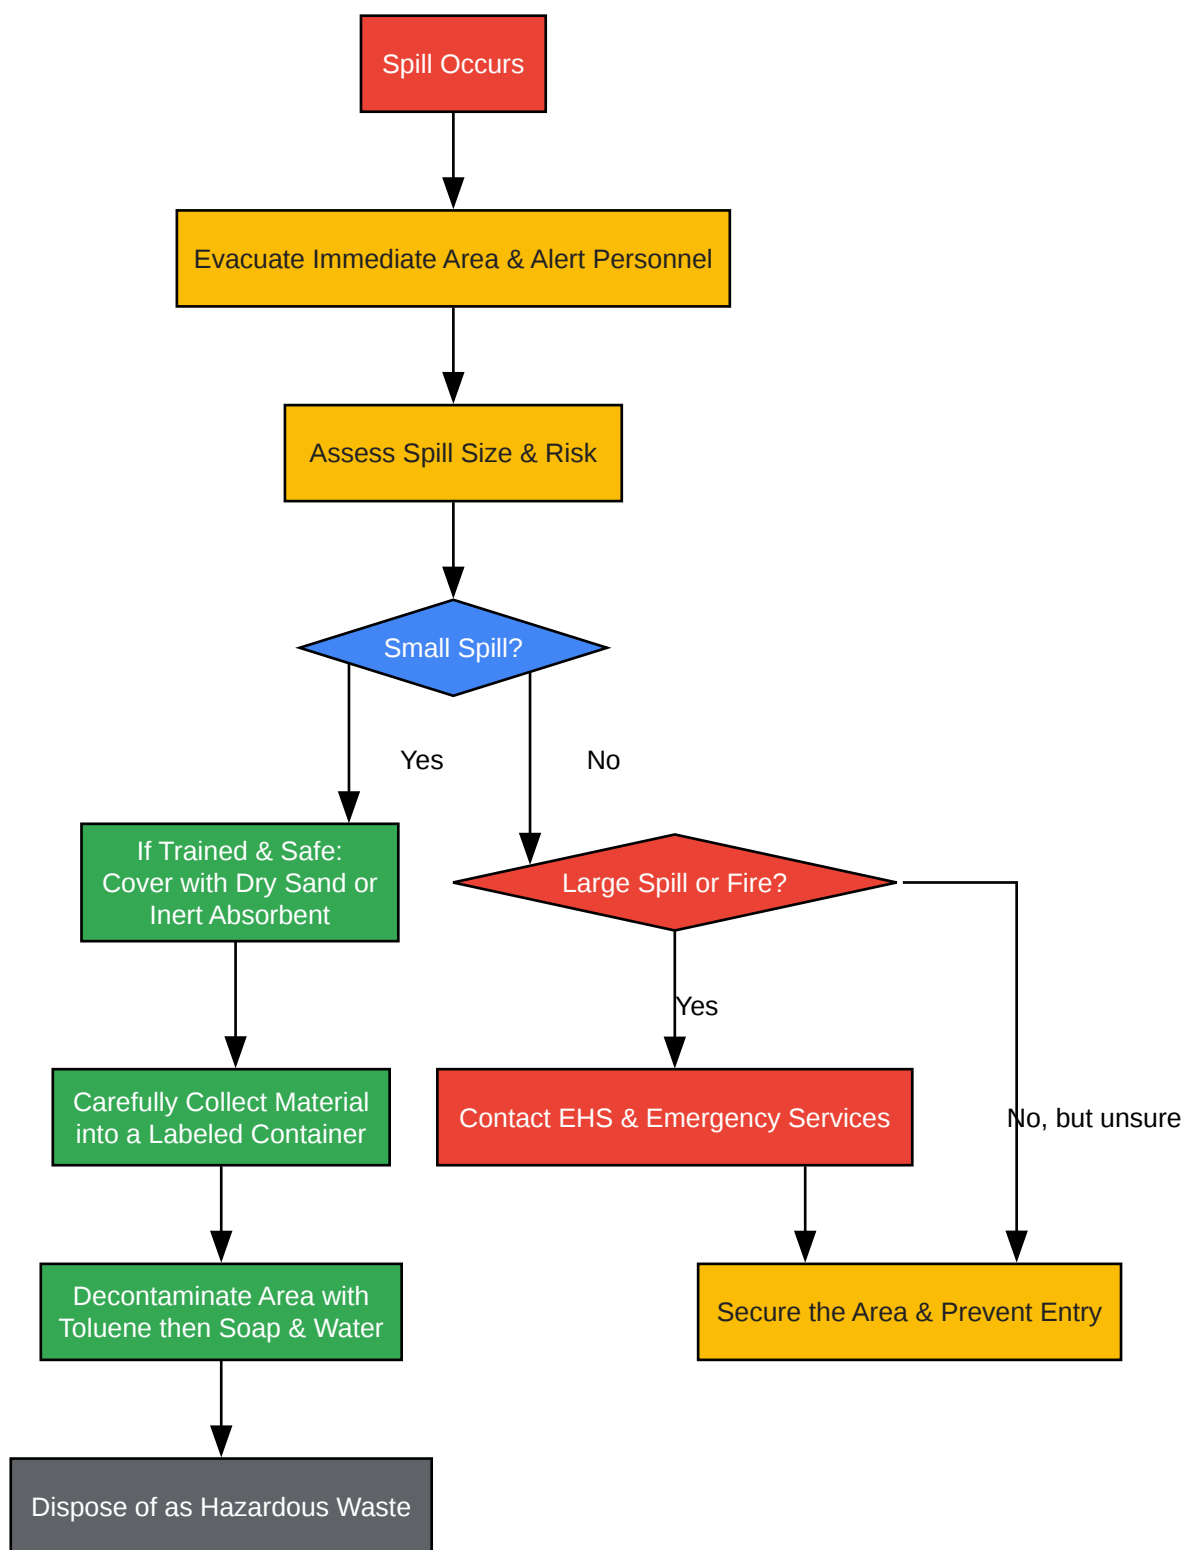 Spill Occurs
Evacuate Immediate Area & Alert Personnel
Assess Spill Size & Risk
Small Spill?
Yes
No
If Trained & Safe:
Cover with Dry Sand or
Inert Absorbent
Large Spill or Fire?
Yes
Carefully Collect Material
into a Labeled Container
Contact EHS & Emergency Services
No, but unsure
Decontaminate Area with
Toluene then Soap & Water
Secure the Area & Prevent Entry
Dispose of as Hazardous Waste